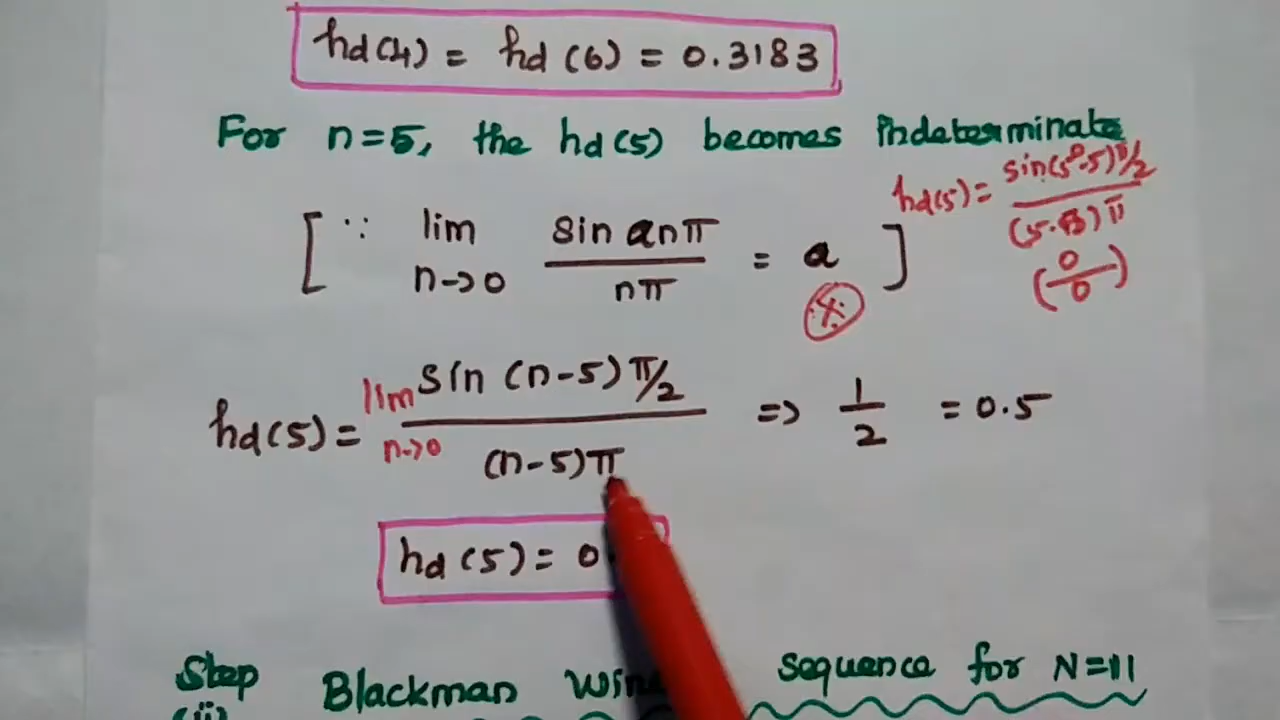 hd(4) = hd(6) = 0.3183
For n=5, the hd(5) becomes indeterminate
[ ∵ lim n→0 sin anπ / nπ = a ]
hd(5) = sin(5-5)π/2 / (5-5)π
(0/0)
hd(5) = lim n→0 sin (n-5) π/2 / (n-5)π ⇒ 1/2 = 0.5
hd(5) = 0
Step Blackman sequence for N=11
(ii)